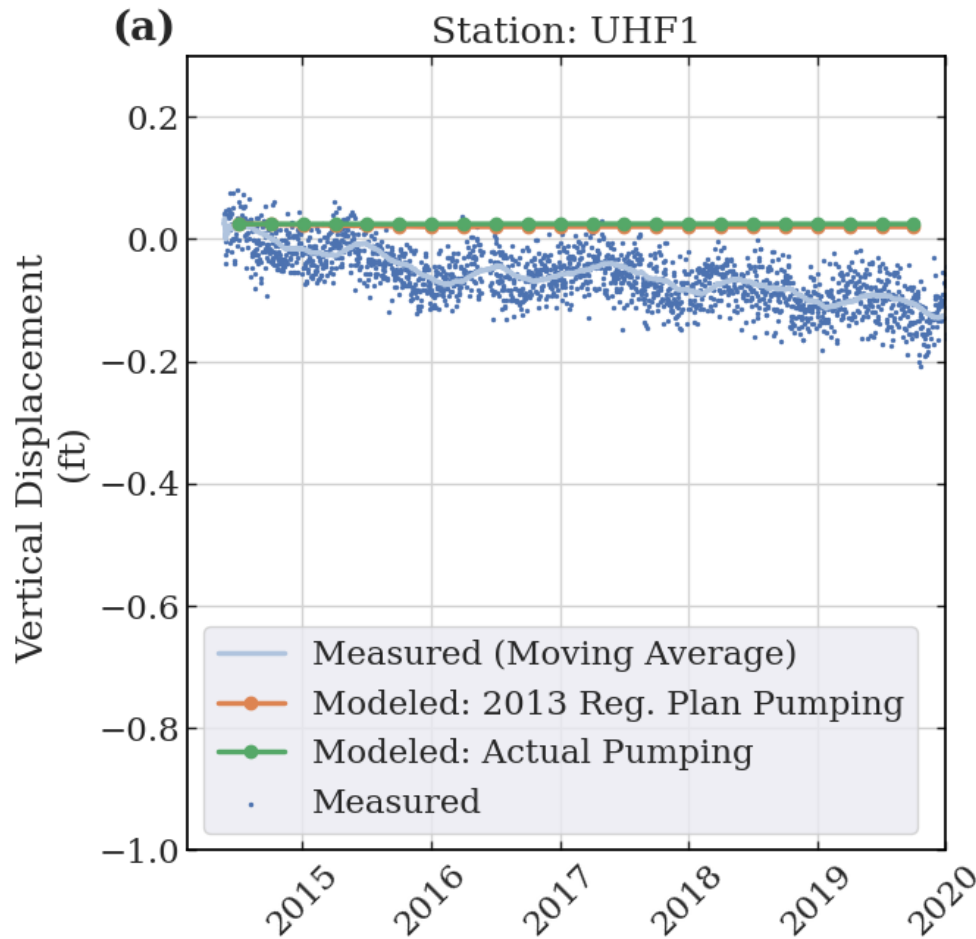 (a)
Station: UHF1
Vertical Displacement
(ft)
0.2
0.0
−0.2
−0.4
−0.6
−0.8
−1.0
Measured (Moving Average)
Modeled: 2013 Reg. Plan Pumping
Modeled: Actual Pumping
Measured
2015
2016
2017
2018
2019
2020